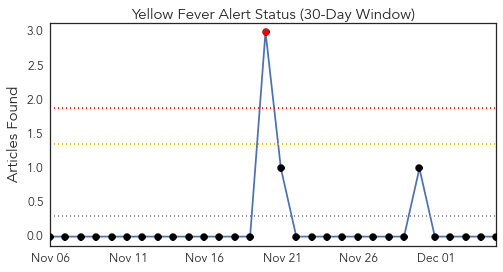 Yellow Fever Alert Status (30-Day Window)
Articles Found
3.0
2.5
2.0
1.5
1.0
0.5
0.0
Nov 06 Nov 11 Nov 16 Nov 21 Nov 26 Dec 01